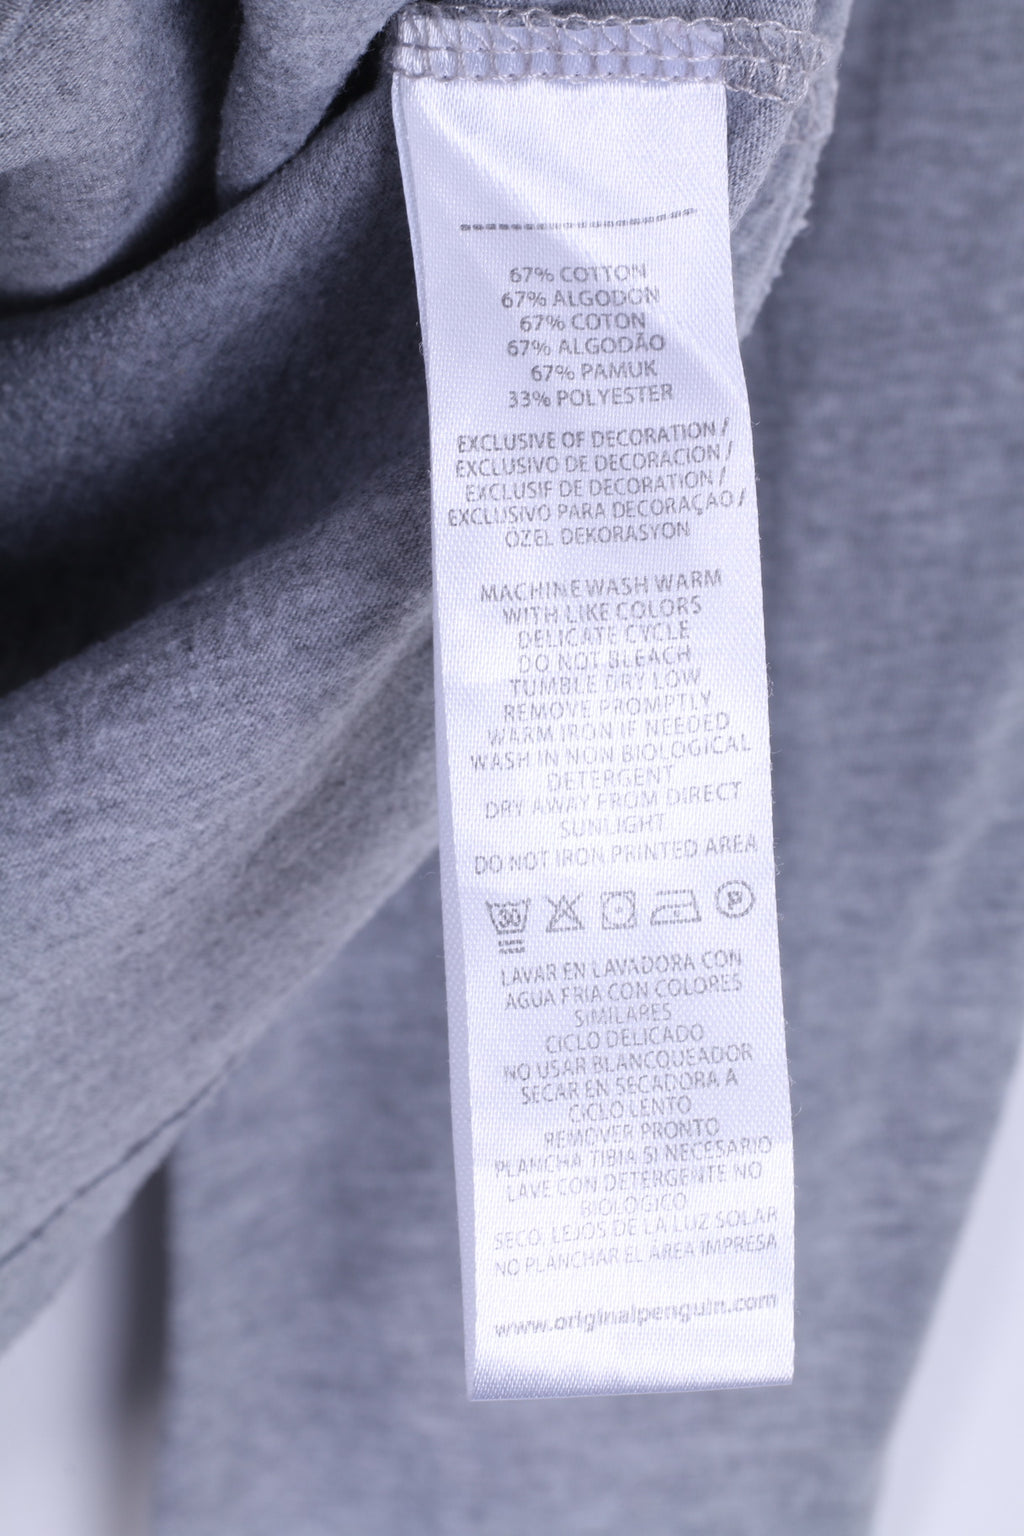 67% COTTON
67% ALGODON
67% COTON
67% ALGODÃO
67% PAMUK
33% POLYESTER
EXCLUSIVE OF DECORATION /
EXCLUSIVO DE DECORACION /
EXCLUSIF DE DECORATION /
EXCLUSIVO PARA DECORAÇAO /
OZEL DEKORASYON
MACHINE WASH WARM
WITH LIKE COLORS
DELICATE CYCLE
DO NOT BLEACH
TUMBLE DRY LOW
REMOVE PROMPTLY
WARM IRON IF NEEDED
WASH IN NON BIOLOGICAL
DETERGENT
DRY AWAY FROM DIRECT
SUNLIGHT
DO NOT IRON PRINTED AREA
30 P
LAVAR EN LAVADORA CON
AGUA FRIA CON COLORES
SIMILARES
CICLO DELICADO
NO USAR BLANCQUEADOR
SECAR EN SECADORA A
CICLO LENTO
REMOVER PRONTO
PLANCHA TIBIA SI NECESARIO
LAVE CON DETERGENTE NO
BIOLOGICO
SECO, LEJOS DE LA LUZ SOLAR
NO PLANCHAR EL AREA IMPRESA
www.originalpenguin.com